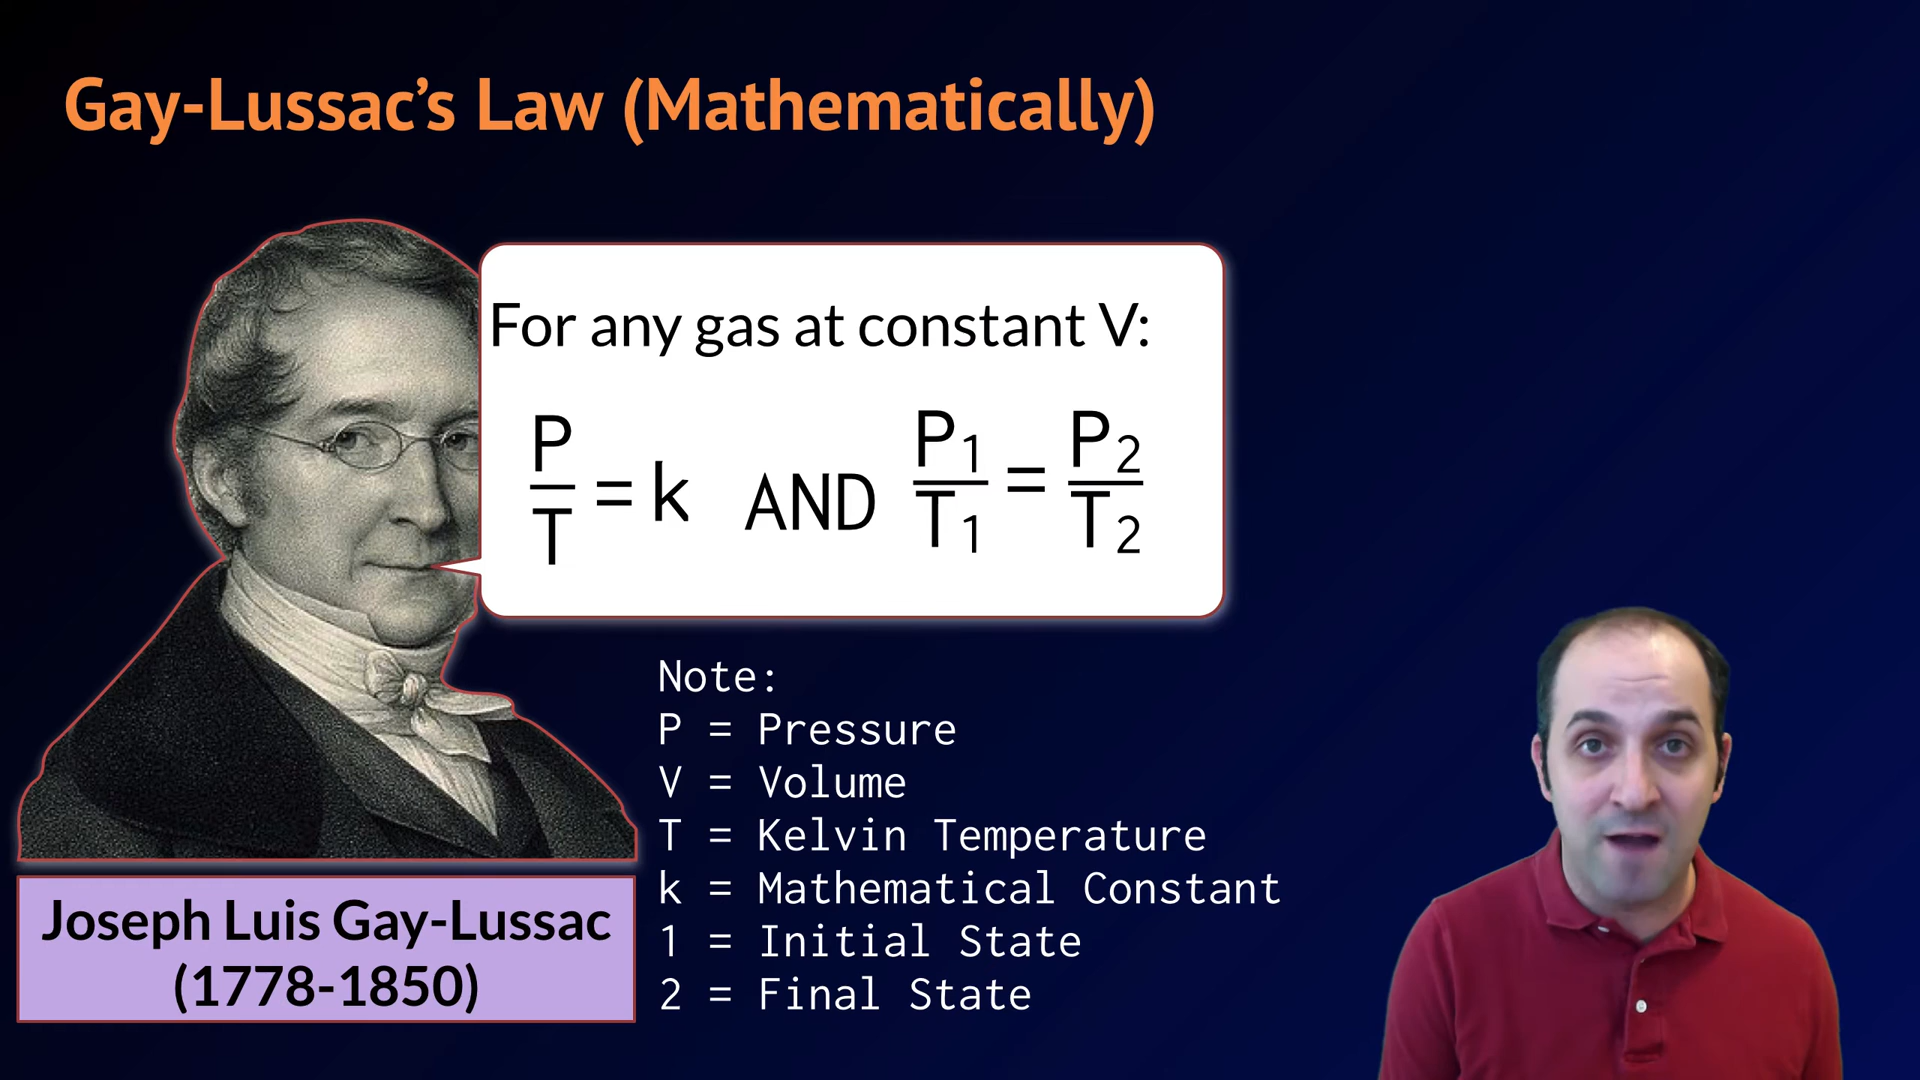 Gay-Lussac’s Law (Mathematically)
For any gas at constant V:
P/T = k AND P₁/T₁ = P₂/T₂
Note:
P = Pressure
V = Volume
T = Kelvin Temperature
k = Mathematical Constant
1 = Initial State
2 = Final State
Joseph Luis Gay-Lussac
(1778-1850)